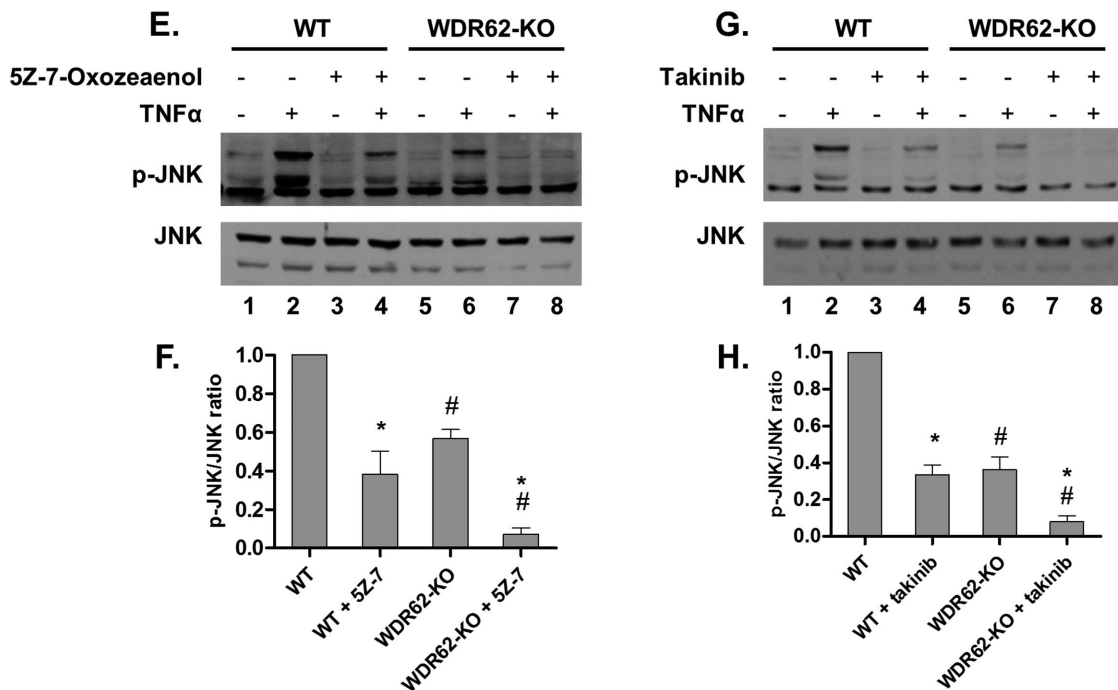 E.
WT WDR62-KO
5Z-7-Oxozeaenol - - + + - - + +
TNFα - + - + - + - +
p-JNK
JNK
1 2 3 4 5 6 7 8
F.
p-JNK/JNK ratio
1.0
0.8
0.6
0.4
0.2
0.0
*
#
*
#
WT
WT + 5Z-7
WDR62-KO
WDR62-KO + 5Z-7
G.
WT WDR62-KO
Takinib - - + + - - + +
TNFα - + - + - + - +
p-JNK
JNK
1 2 3 4 5 6 7 8
H.
p-JNK/JNK ratio
1.0
0.8
0.6
0.4
0.2
0.0
*
#
*
#
WT
WT + takinib
WDR62-KO
WDR62-KO + takinib